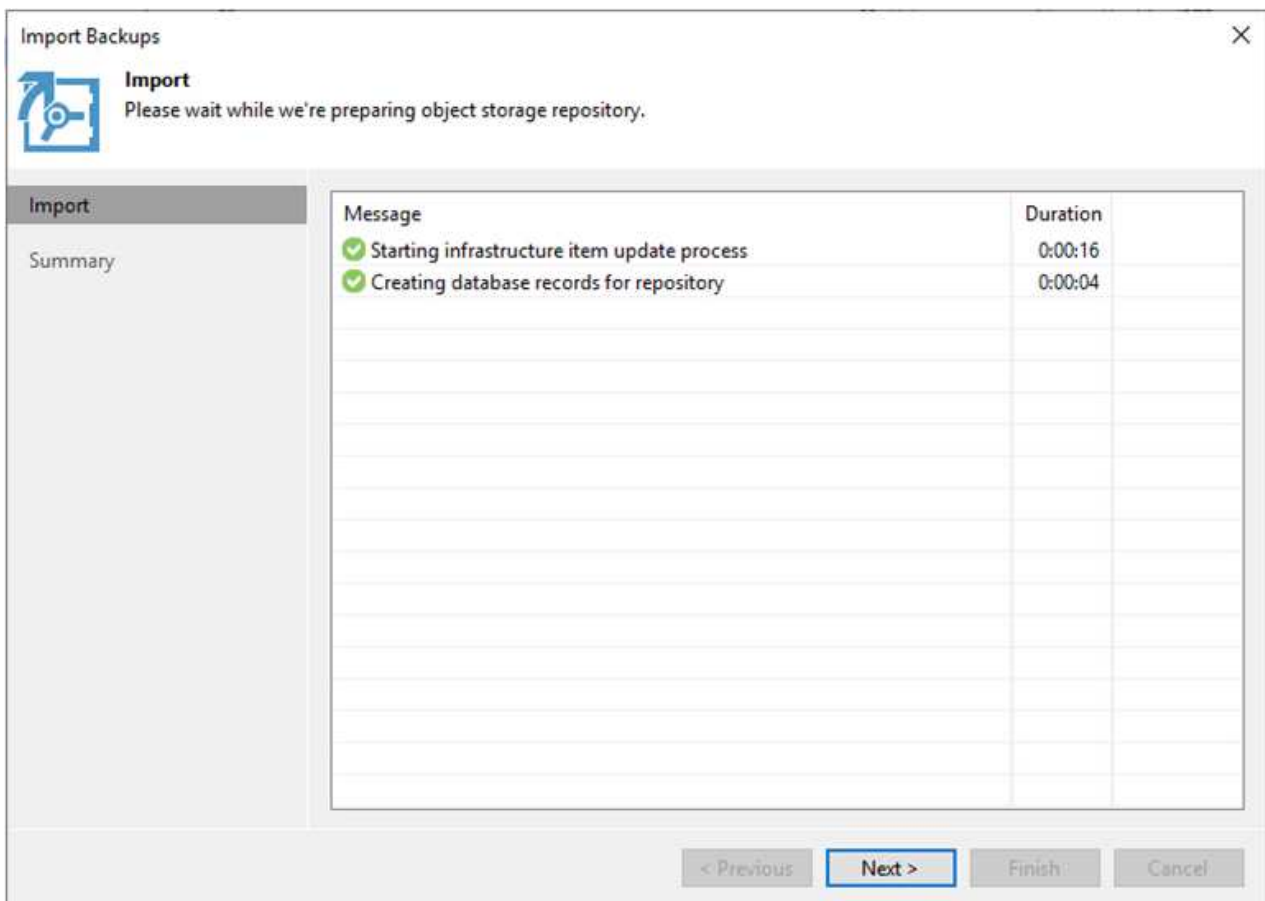 Import Backups
Import
Please wait while we're preparing object storage repository.
Import
Summary
Message Duration
Starting infrastructure item update process 0:00:16
Creating database records for repository 0:00:04
< Previous Next > Finish Cancel